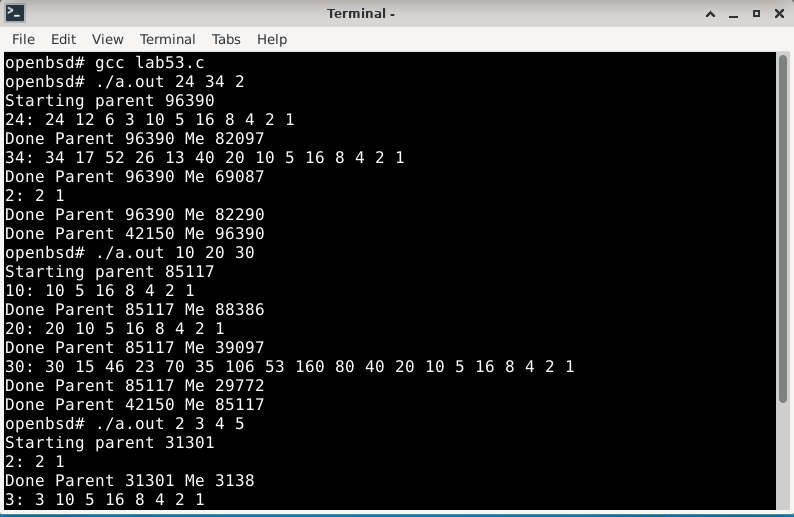 Terminal -
File Edit View Terminal Tabs Help
openbsd# gcc lab53.c
openbsd# ./a.out 24 34 2
Starting parent 96390
24: 24 12 6 3 10 5 16 8 4 2 1
Done Parent 96390 Me 82097
34: 34 17 52 26 13 40 20 10 5 16 8 4 2 1
Done Parent 96390 Me 69087
2: 2 1
Done Parent 96390 Me 82290
Done Parent 42150 Me 96390
openbsd# ./a.out 10 20 30
Starting parent 85117
10: 10 5 16 8 4 2 1
Done Parent 85117 Me 88386
20: 20 10 5 16 8 4 2 1
Done Parent 85117 Me 39097
30: 30 15 46 23 70 35 106 53 160 80 40 20 10 5 16 8 4 2 1
Done Parent 85117 Me 29772
Done Parent 42150 Me 85117
openbsd# ./a.out 2 3 4 5
Starting parent 31301
2: 2 1
Done Parent 31301 Me 3138
3: 3 10 5 16 8 4 2 1